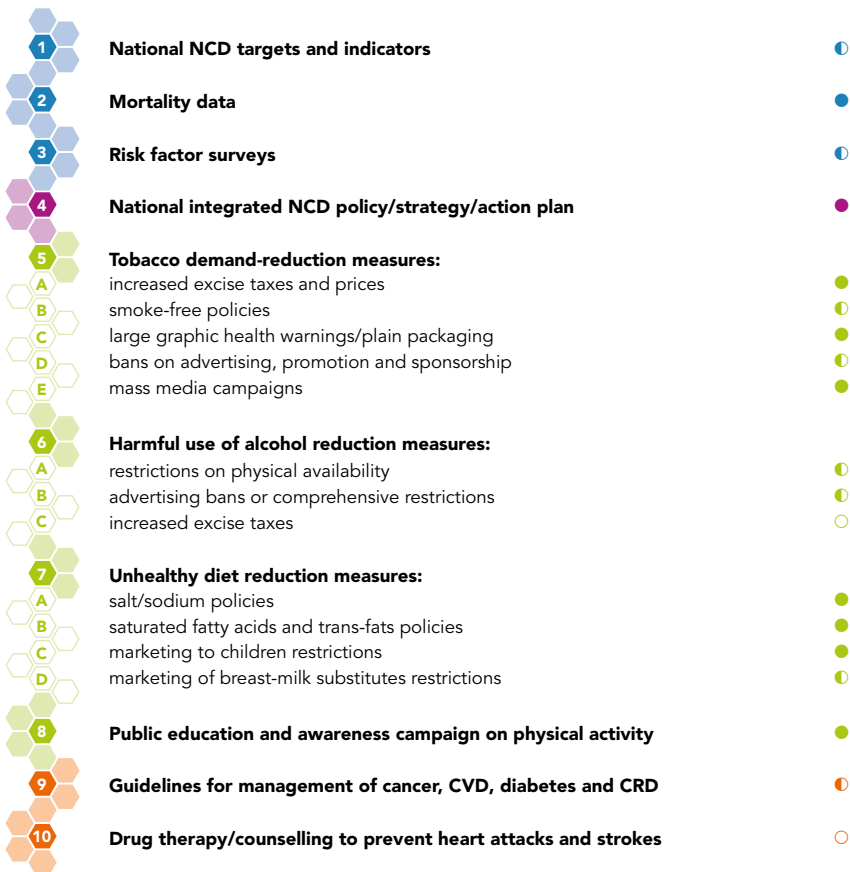 1 National NCD targets and indicators ◐
2 Mortality data ●
3 Risk factor surveys ◐
4 National integrated NCD policy/strategy/action plan ●
5 Tobacco demand-reduction measures:
A increased excise taxes and prices ●
B smoke-free policies ◐
C large graphic health warnings/plain packaging ●
D bans on advertising, promotion and sponsorship ◐
E mass media campaigns ●
6 Harmful use of alcohol reduction measures:
A restrictions on physical availability ◐
B advertising bans or comprehensive restrictions ◐
C increased excise taxes ○
7 Unhealthy diet reduction measures:
A salt/sodium policies ●
B saturated fatty acids and trans-fats policies ●
C marketing to children restrictions ●
D marketing of breast-milk substitutes restrictions ◐
8 Public education and awareness campaign on physical activity ●
9 Guidelines for management of cancer, CVD, diabetes and CRD ◐
10 Drug therapy/counselling to prevent heart attacks and strokes ○